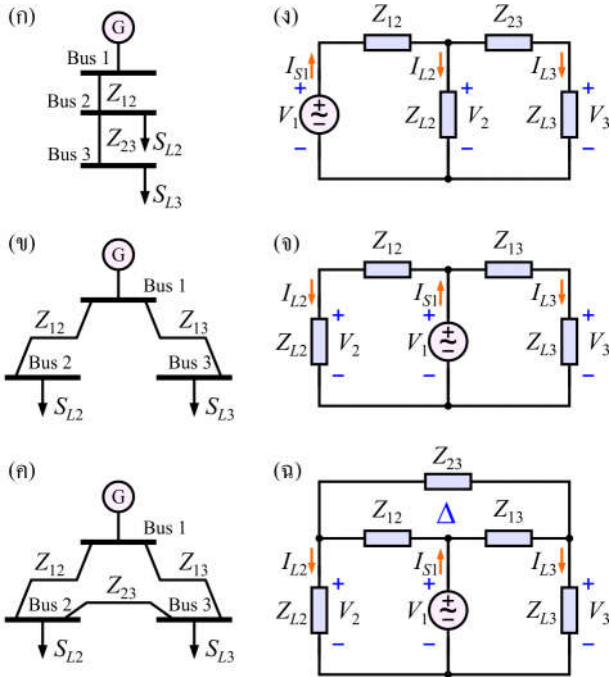 (ก)
G
Bus 1
Z12
Bus 2
Z23
SL2
Bus 3
SL3
(ง)
Z12
Z23
IS1
IL2
IL3
V1
ZL2
V2
ZL3
V3
(ข)
G
Bus 1
Z12
Z13
Bus 2
Bus 3
SL2
SL3
(จ)
Z12
Z13
IL2
IS1
IL3
ZL2
V2
V1
ZL3
V3
(ค)
G
Bus 1
Z12
Z13
Z23
Bus 2
Bus 3
SL2
SL3
(ฉ)
Z23
Z12
Δ
Z13
IL2
IS1
IL3
ZL2
V2
V1
ZL3
V3